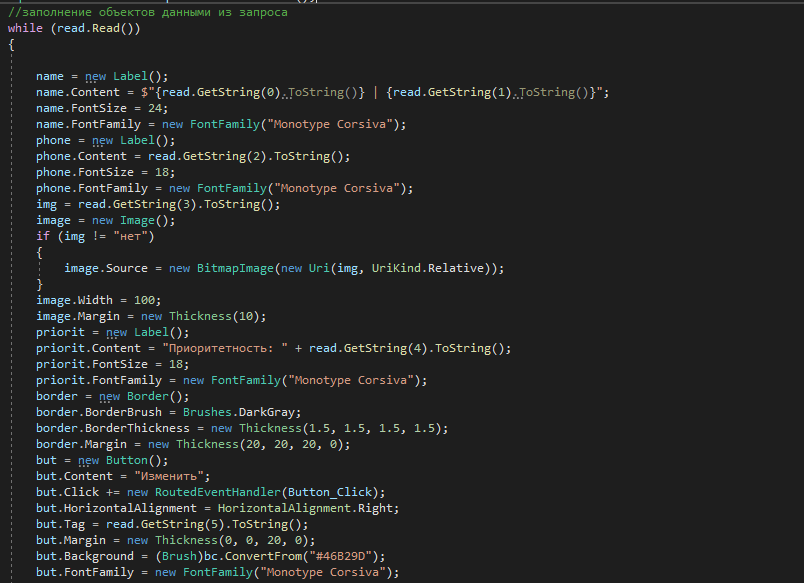 //заполнение объектов данными из запроса
while (read.Read())
{
name = new Label();
name.Content = $"{read.GetString(0).ToString()} | {read.GetString(1).ToString()}";
name.FontSize = 24;
name.FontFamily = new FontFamily("Monotype Corsiva");
phone = new Label();
phone.Content = read.GetString(2).ToString();
phone.FontSize = 18;
phone.FontFamily = new FontFamily("Monotype Corsiva");
img = read.GetString(3).ToString();
image = new Image();
if (img != "нет")
{
image.Source = new BitmapImage(new Uri(img, UriKind.Relative));
}
image.Width = 100;
image.Margin = new Thickness(10);
priorit = new Label();
priorit.Content = "Приоритетность: " + read.GetString(4).ToString();
priorit.FontSize = 18;
priorit.FontFamily = new FontFamily("Monotype Corsiva");
border = new Border();
border.BorderBrush = Brushes.DarkGray;
border.BorderThickness = new Thickness(1.5, 1.5, 1.5, 1.5);
border.Margin = new Thickness(20, 20, 20, 0);
but = new Button();
but.Content = "Изменить";
but.Click += new RoutedEventHandler(Button_Click);
but.HorizontalAlignment = HorizontalAlignment.Right;
but.Tag = read.GetString(5).ToString();
but.Margin = new Thickness(0, 0, 20, 0);
but.Background = (Brush)bc.ConvertFrom("#46B29D");
but.FontFamily = new FontFamily("Monotype Corsiva");